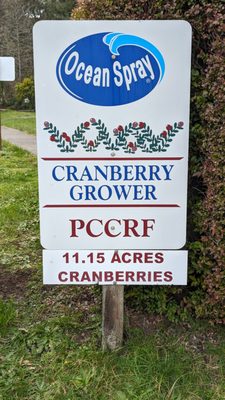 Ocean Spray®
CRANBERRY
GROWER
PCCRF
11.15 ACRES
CRANBERRIES